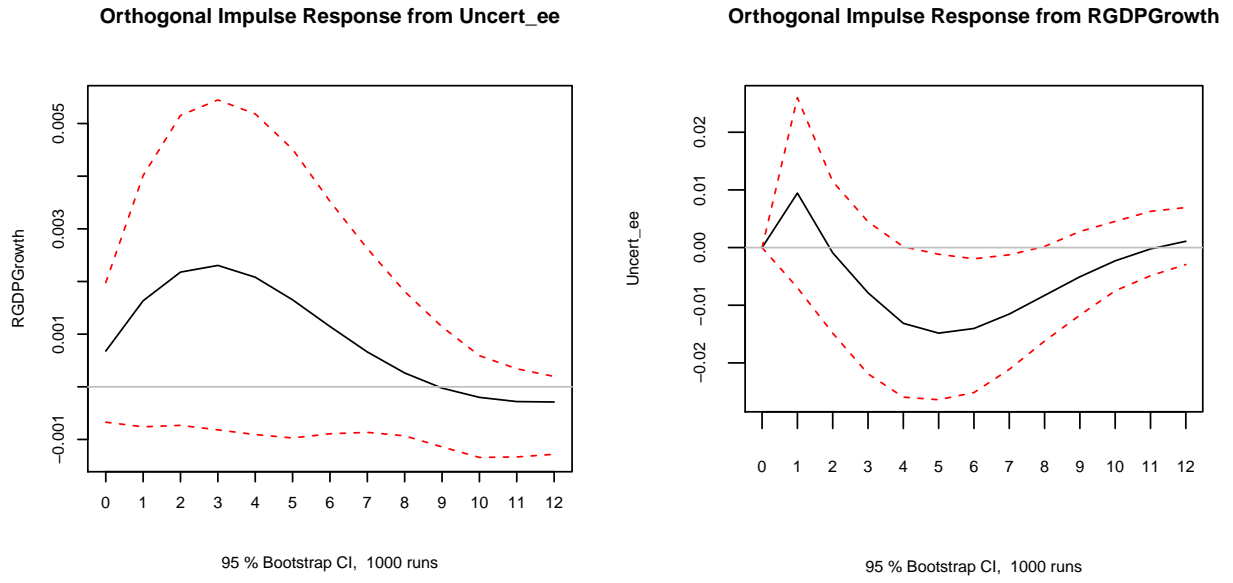 Orthogonal Impulse Response from Uncert_ee
RGDPGrowth
0.005
0.003
0.001
−0.001
0 1 2 3 4 5 6 7 8 9 10 11 12
95 % Bootstrap CI, 1000 runs
Orthogonal Impulse Response from RGDPGrowth
Uncert_ee
0.02
0.01
0.00
−0.01
−0.02
0 1 2 3 4 5 6 7 8 9 10 11 12
95 % Bootstrap CI, 1000 runs